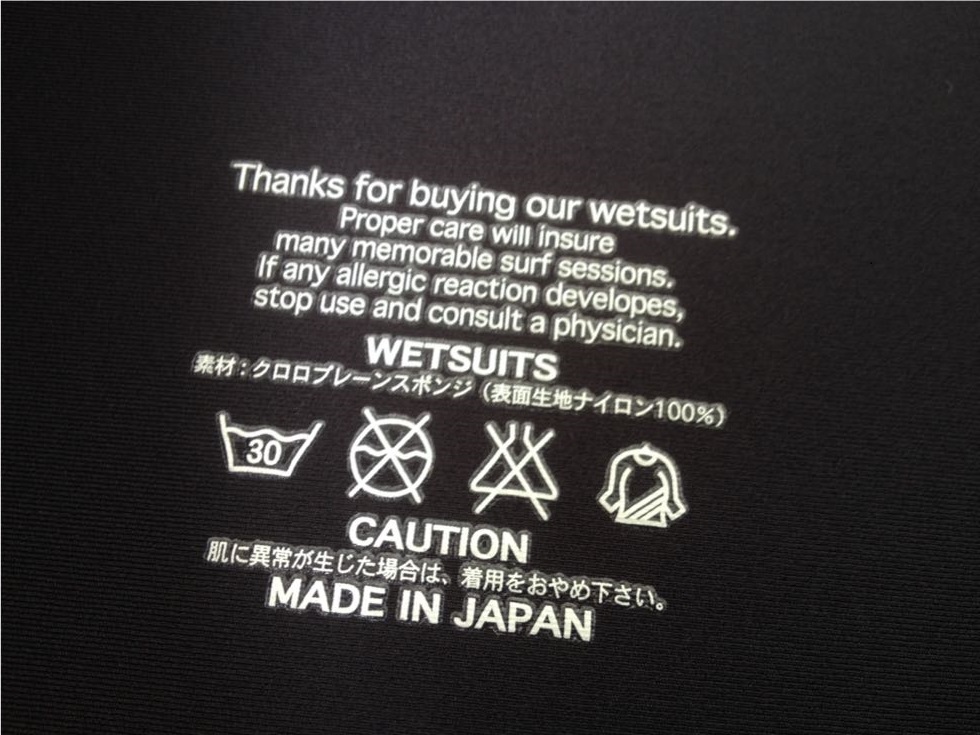 Thanks for buying our wetsuits.
Proper care will insure
many memorable surf sessions.
If any allergic reaction developes,
stop use and consult a physician.
WETSUITS
素材：クロロプレーンスポンジ（表面生地ナイロン100%）
30
CAUTION
肌に異常が生じた場合は、着用をおやめ下さい。
MADE IN JAPAN